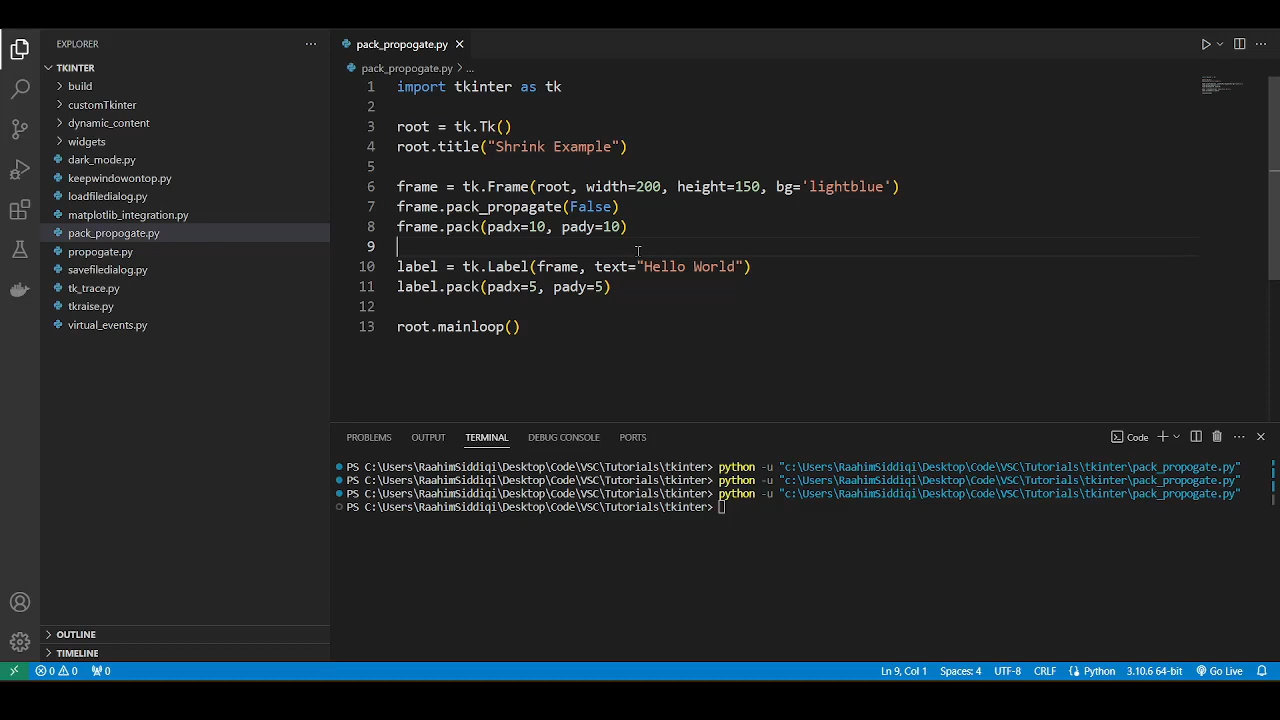 EXPLORER
TKINTER
build
customTkinter
dynamic_content
widgets
dark_mode.py
keepwindowontop.py
loadfiledialog.py
matplotlib_integration.py
pack_propogate.py
propogate.py
savefiledialog.py
tk_trace.py
tkraise.py
virtual_events.py
OUTLINE
TIMELINE
pack_propogate.py
pack_propogate.py > ...
1 import tkinter as tk
2
3 root = tk.Tk()
4 root.title("Shrink Example")
5
6 frame = tk.Frame(root, width=200, height=150, bg='lightblue')
7 frame.pack_propagate(False)
8 frame.pack(padx=10, pady=10)
9
10 label = tk.Label(frame, text="Hello World")
11 label.pack(padx=5, pady=5)
12
13 root.mainloop()
PROBLEMS OUTPUT TERMINAL DEBUG CONSOLE PORTS Code
PS C:\Users\RaahimSiddiqi\Desktop\Code\VSC\Tutorials\tkinter> python -u "c:\Users\RaahimSiddiqi\Desktop\Code\VSC\Tutorials\tkinter\pack_propogate.py"
PS C:\Users\RaahimSiddiqi\Desktop\Code\VSC\Tutorials\tkinter> python -u "c:\Users\RaahimSiddiqi\Desktop\Code\VSC\Tutorials\tkinter\pack_propogate.py"
PS C:\Users\RaahimSiddiqi\Desktop\Code\VSC\Tutorials\tkinter> python -u "c:\Users\RaahimSiddiqi\Desktop\Code\VSC\Tutorials\tkinter\pack_propogate.py"
PS C:\Users\RaahimSiddiqi\Desktop\Code\VSC\Tutorials\tkinter>
0 0 0 Ln 9, Col 1 Spaces: 4 UTF-8 CRLF Python 3.10.6 64-bit Go Live